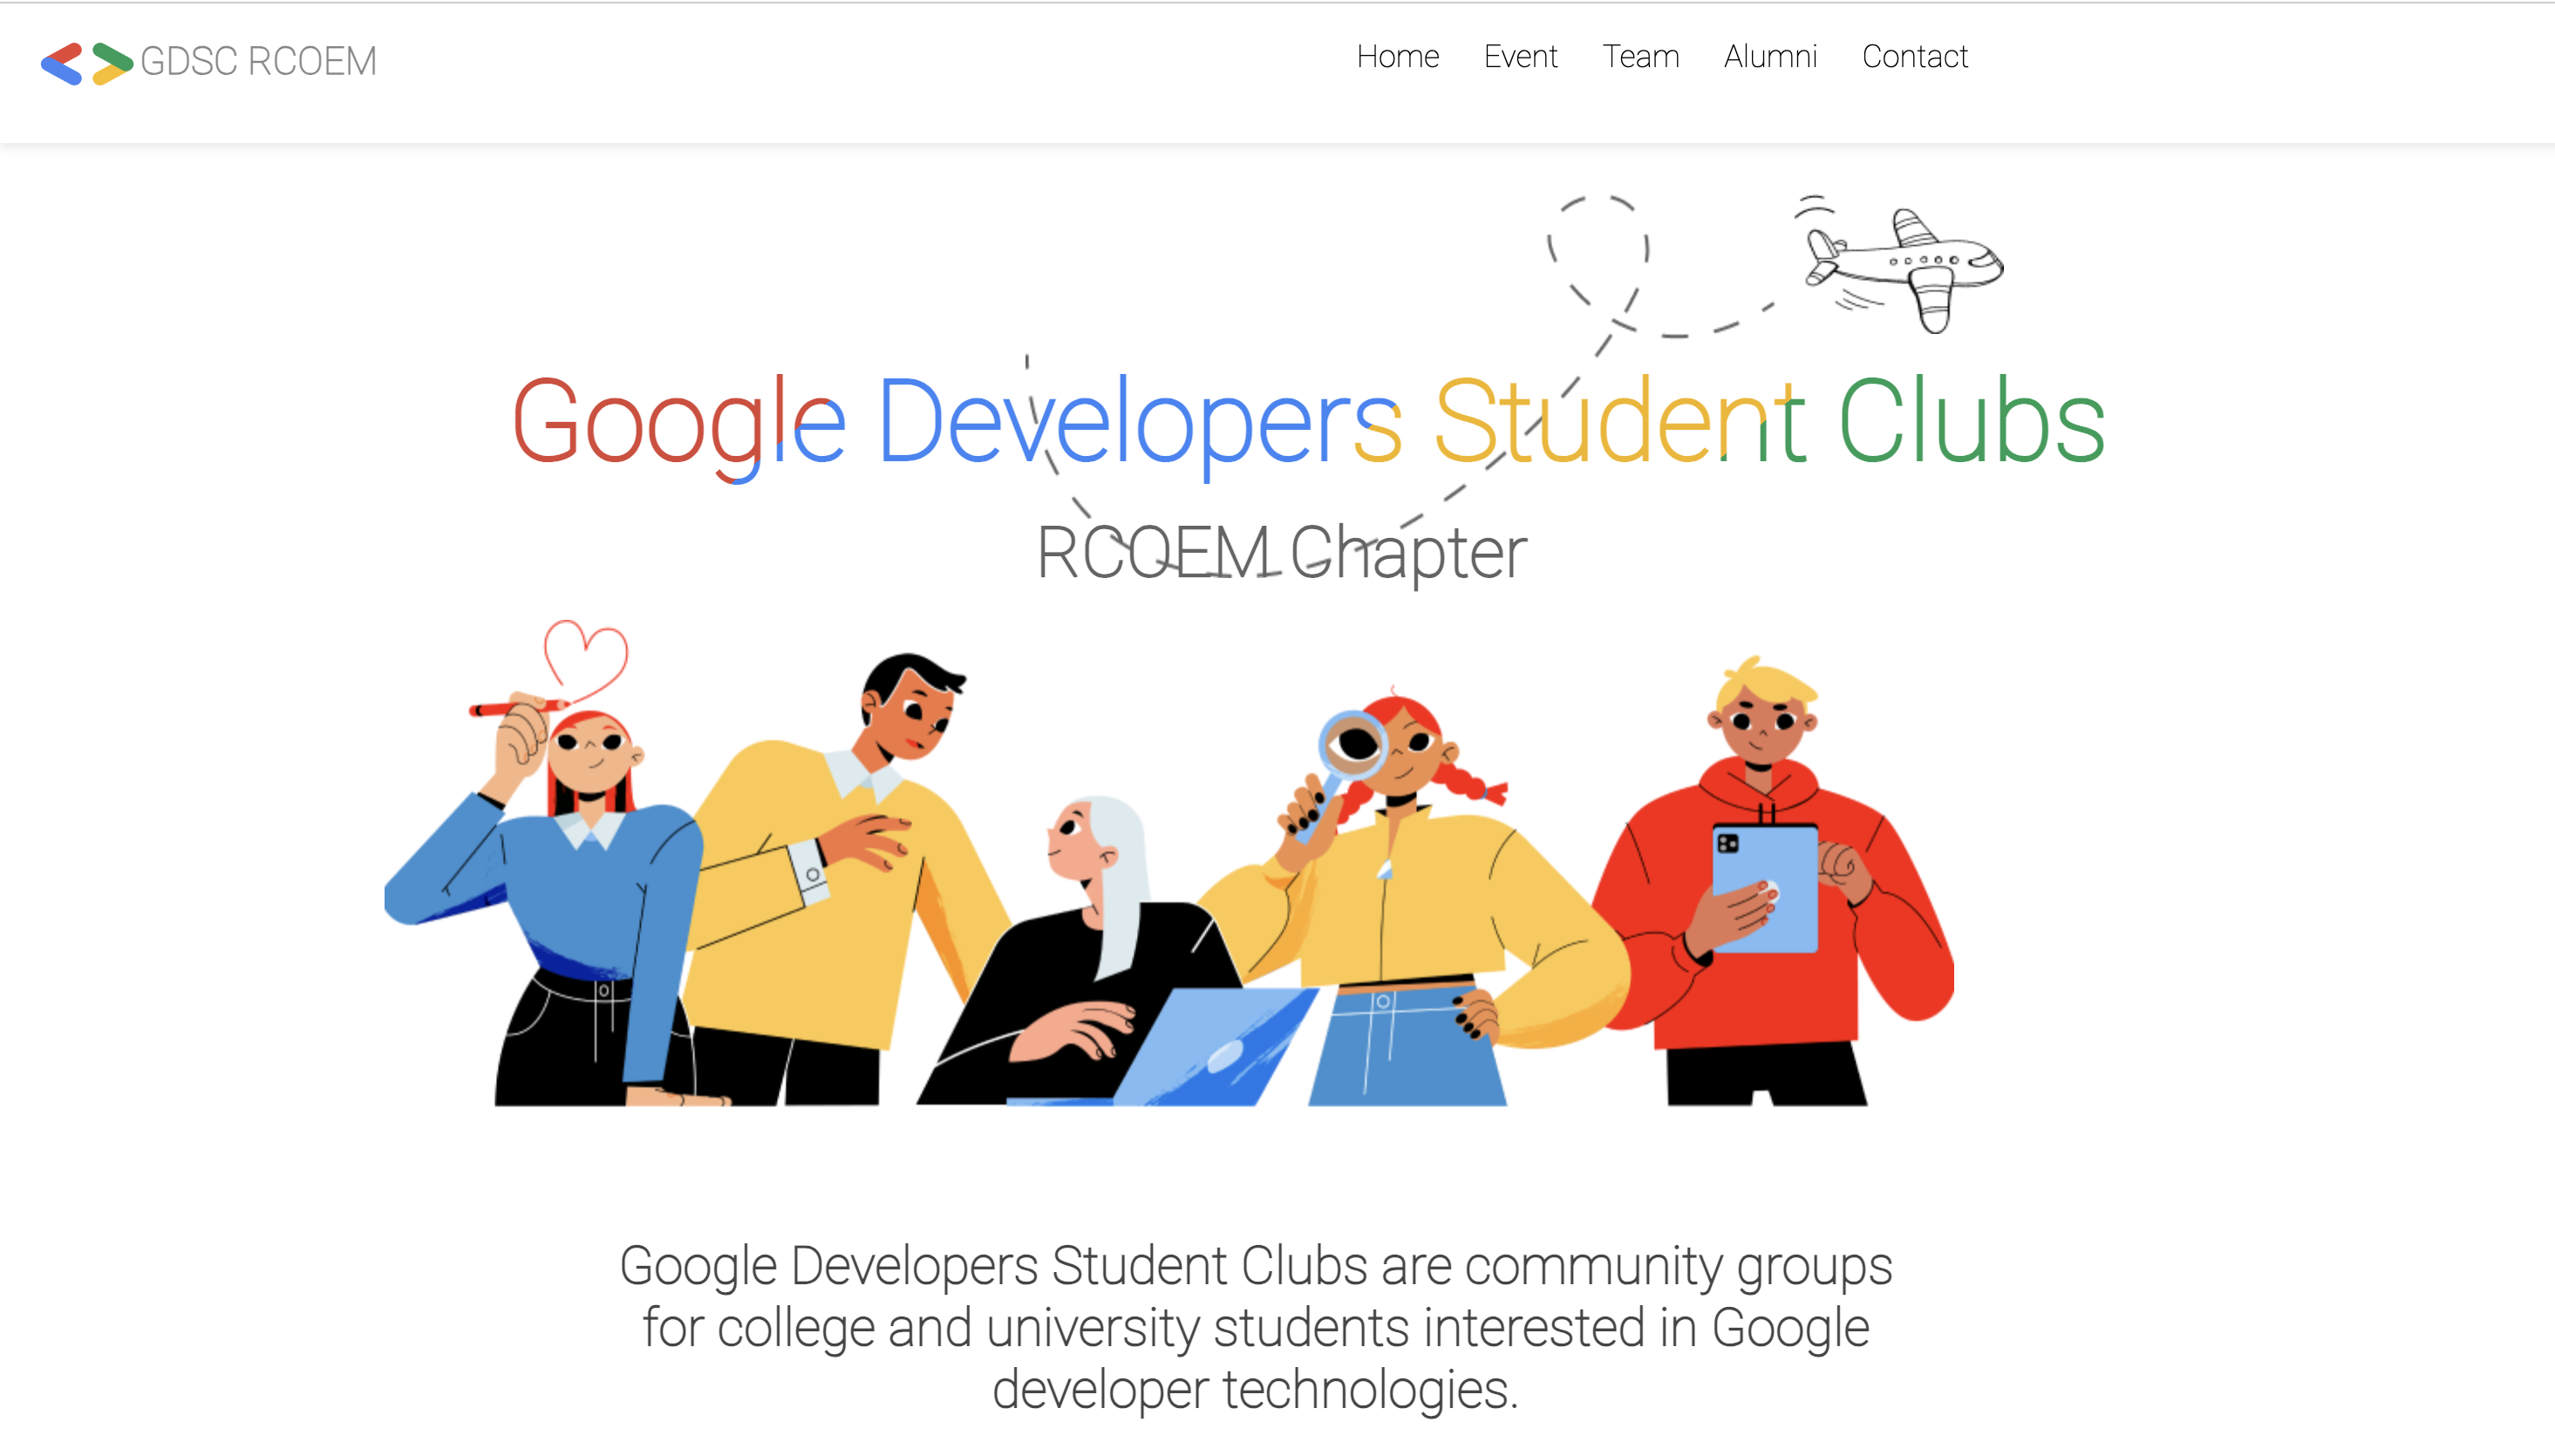 GDSC RCOEM
Home Event Team Alumni Contact
Google Developers Student Clubs
RCOEM Chapter
Google Developers Student Clubs are community groups
for college and university students interested in Google
developer technologies.